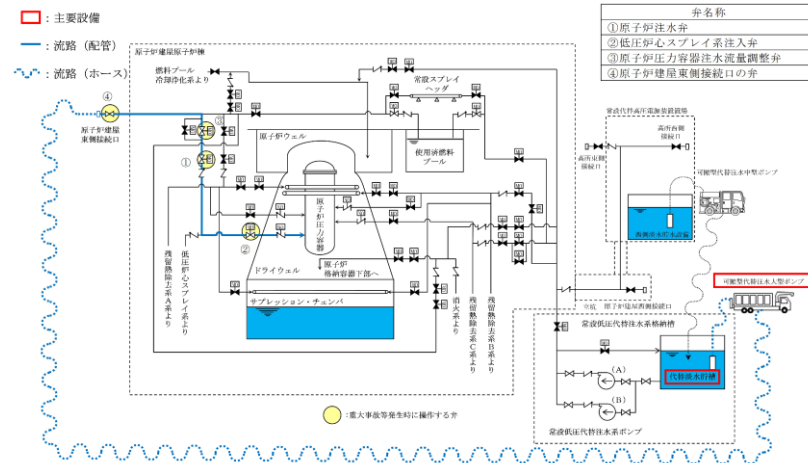 ：主要設備
：流路（配管）
：流路（ホース）
弁名称
①原子炉注水弁
②低圧炉心スプレイ系注入弁
③原子炉圧力容器注水流量調整弁
④原子炉建屋東側接続口の弁
原子炉建屋原子炉棟
燃料プール
冷却浄化系より
常設スプレイ
ヘッダ
④
原子炉建屋
東側接続口
③
①
②
原子炉ウェル
使用済燃料
プール
原子炉圧力容器
常設代替高圧電源装置置場
高所西側
接続口
高所東側
接続口
可搬型代替注水中型ポンプ
西側淡水貯水設備
可搬型代替注水大型ポンプ
原子炉建屋西側接続口
残留熱除去系A系より
低圧炉心スプレイ系より
ドライウェル
原子炉
格納容器下部へ
サプレッション・チェンバ
消火系より
残留熱除去系C系より
残留熱除去系B系より
常設低圧代替注水系格納槽
(A)
(B)
代替淡水貯槽
常設低圧代替注水系ポンプ
：重大事故等発生時に操作する弁